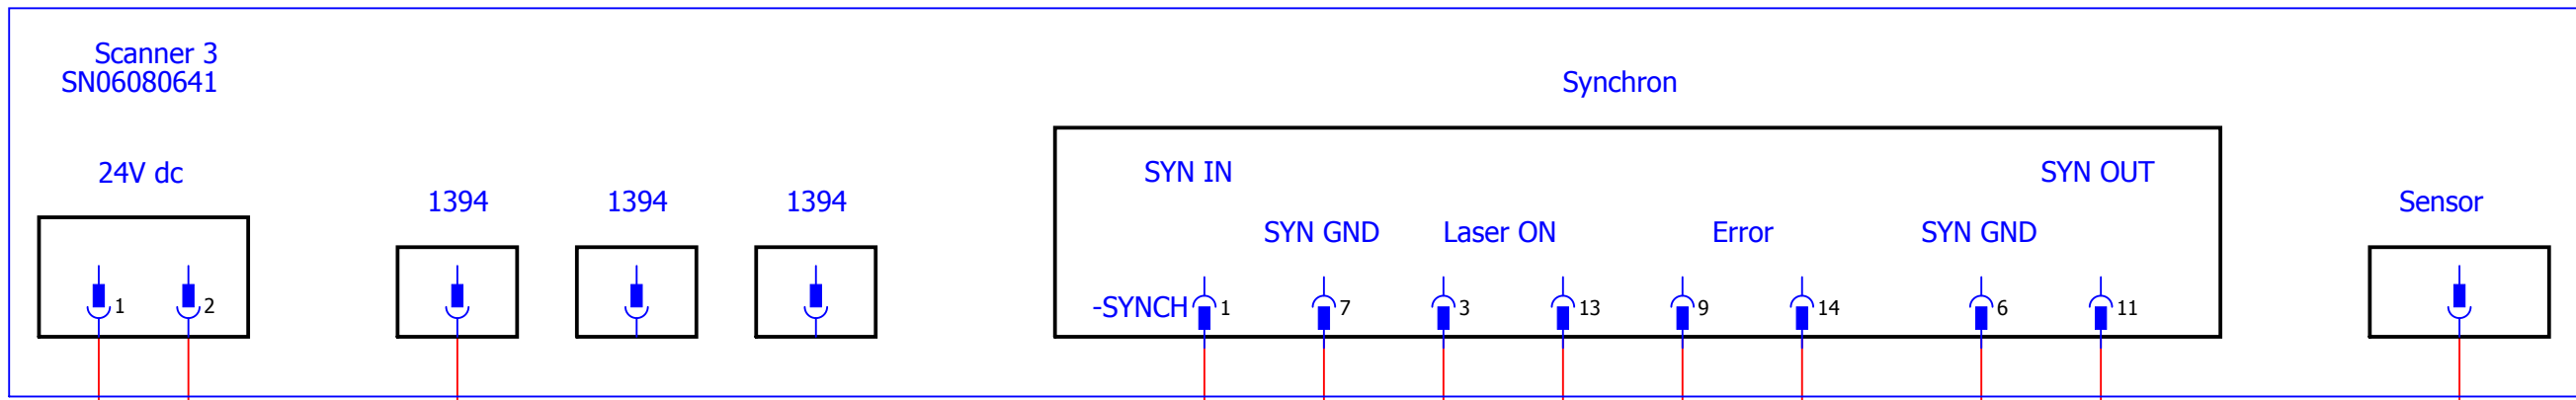 Scanner 3
SN06080641
Synchron
24V dc
SYN IN
SYN OUT
1394 1394 1394
Sensor
SYN GND Laser ON Error SYN GND
1 2
-SYNCH 1 7 3 13 9 14 6 11